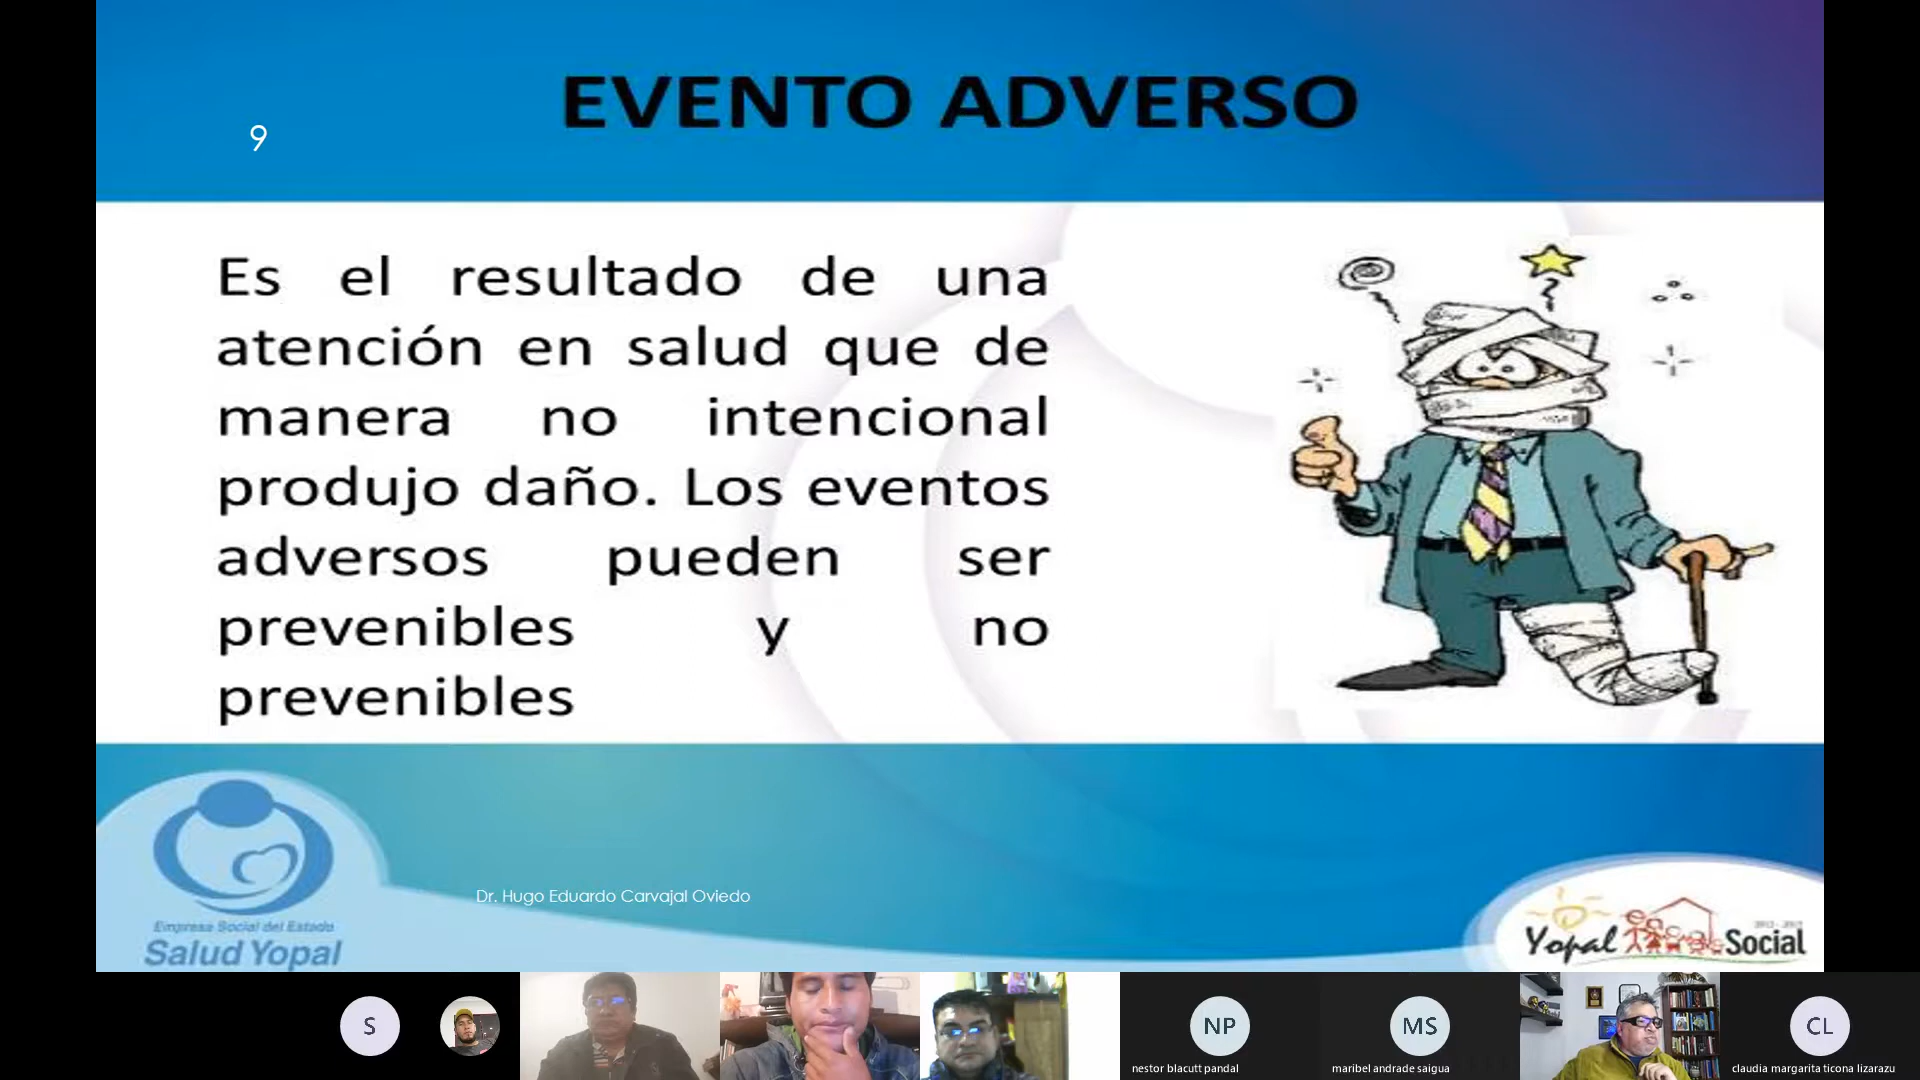 EVENTO ADVERSO
9
Es el resultado de una
atención en salud que de
manera no intencional
produjo daño. Los eventos
adversos pueden ser
prevenibles y no
prevenibles
Dr. Hugo Eduardo Carvajal Oviedo
Empresa Social del Estado
Salud Yopal
Yopal Social
S
NP
nestor blacutt pandal
MS
maribel andrade saigua
CL
claudia margarita ticona lizarazu